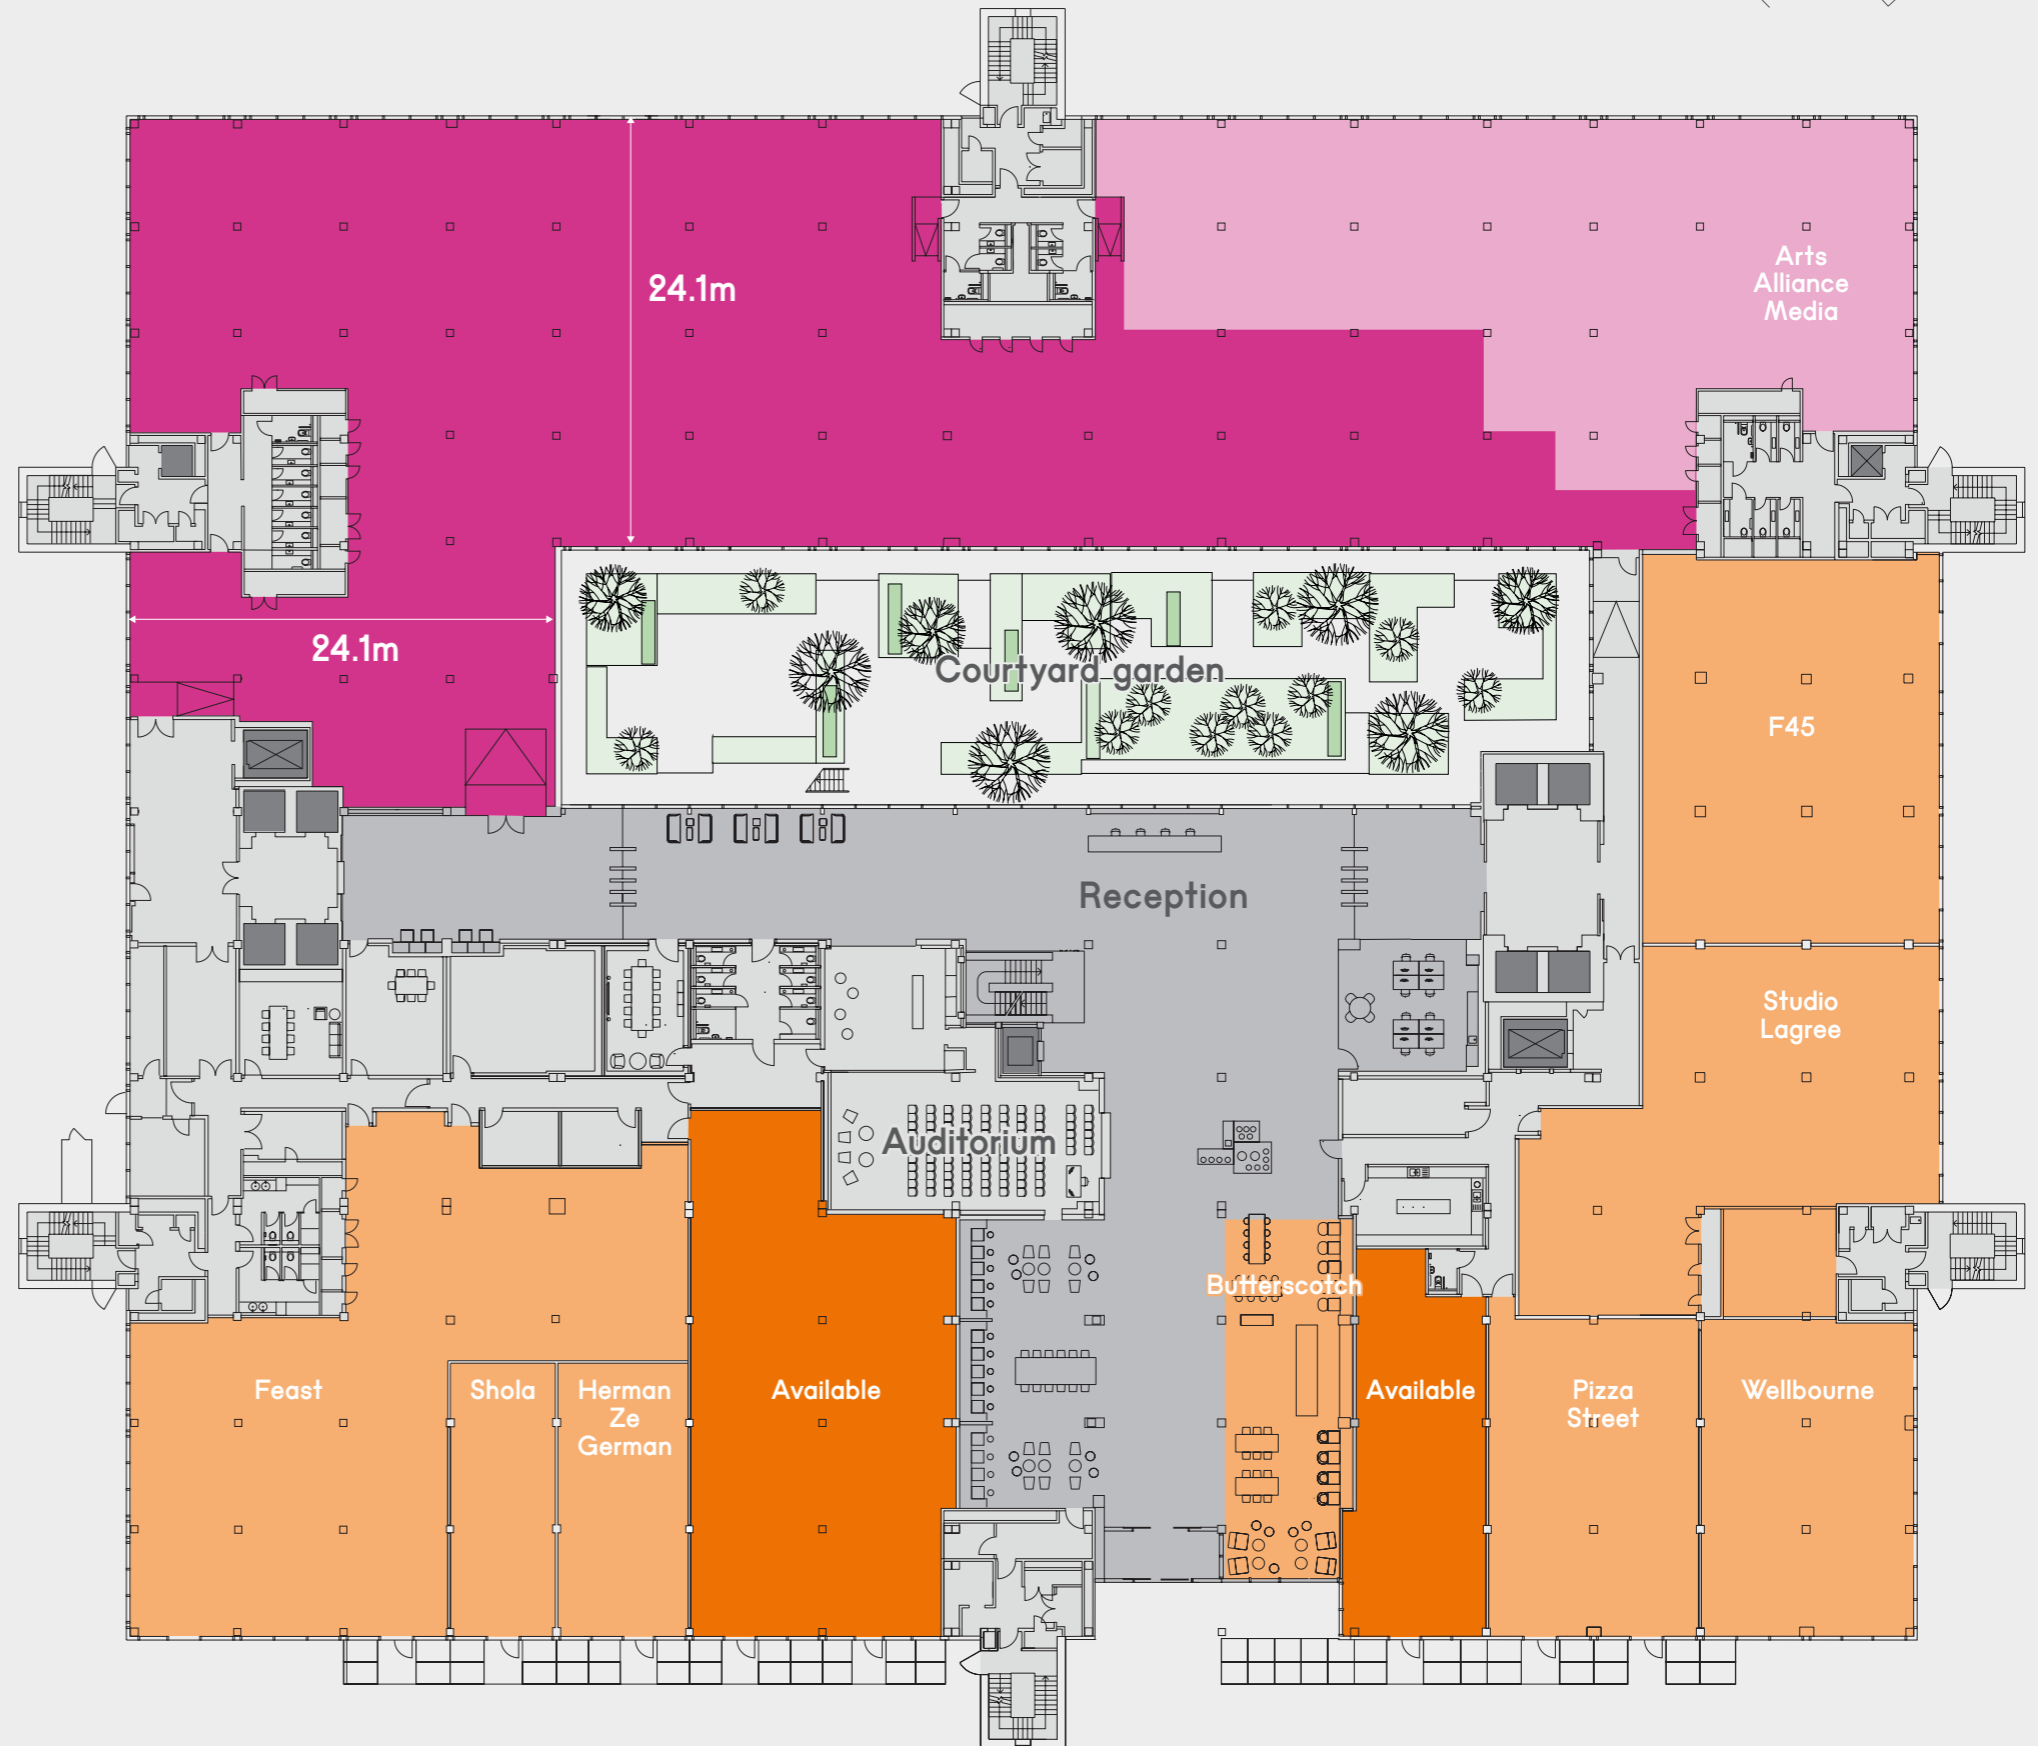 24.1m
Arts
Alliance
Media
24.1m
Courtyard garden
F45
Reception
Studio
Lagree
Auditorium
Butterscotch
Feast
Shola
Herman
Ze
German
Available
Available
Pizza
Street
Wellbourne